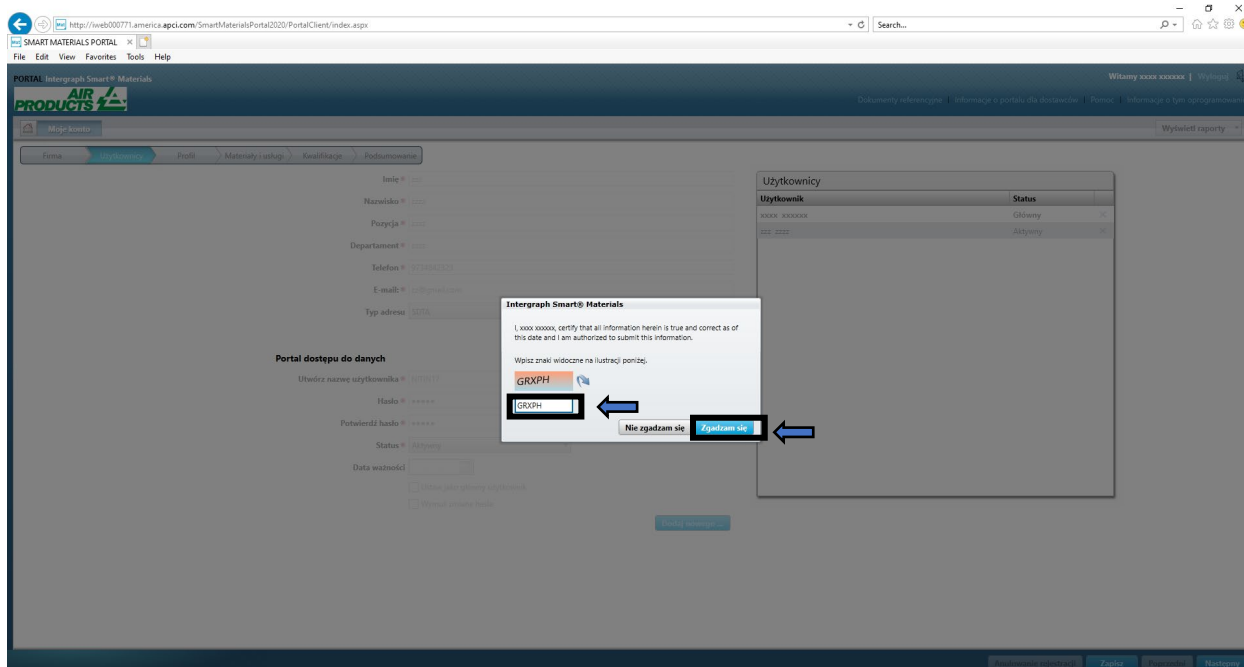 http://iweb000771.america.apci.com/SmartMaterialsPortal2020/PortalClient/index.aspx
Search...
SMART MATERIALS PORTAL
File Edit View Favorites Tools Help
PORTAL Intergraph Smart® Materials
Witamy xxxx xxxxxx | Wyloguj
AIR PRODUCTS
Dokumenty referencyjne | Informacje o portalu dla dostawców | Pomoc | Informacje o tym oprogramowaniu
Moje konto
Wyświetl raporty
Firma Użytkownicy Profil Materiały i usługi Kwalifikacje Podsumowanie
Imię *
Nazwisko *
Pozycja *
Departament *
Telefon *
E-mail: *
Typ adresu
Użytkownicy
Użytkownik Status
xxxx xxxxxx Główny
zzz zzzz Aktywny
Intergraph Smart® Materials
I, xxxx xxxxxx, certify that all information herein is true and correct as of
this date and I am authorized to submit this information.
Wpisz znaki widoczne na ilustracji poniżej.
GRXPH
GRXPH
Nie zgadzam się Zgadzam się
Portal dostępu do danych
Utwórz nazwę użytkownika *
Hasło *
Potwierdź hasło *
Status * Aktywny
Data ważności
Dodaj nowego...
Zapisz Poprzedni Następny